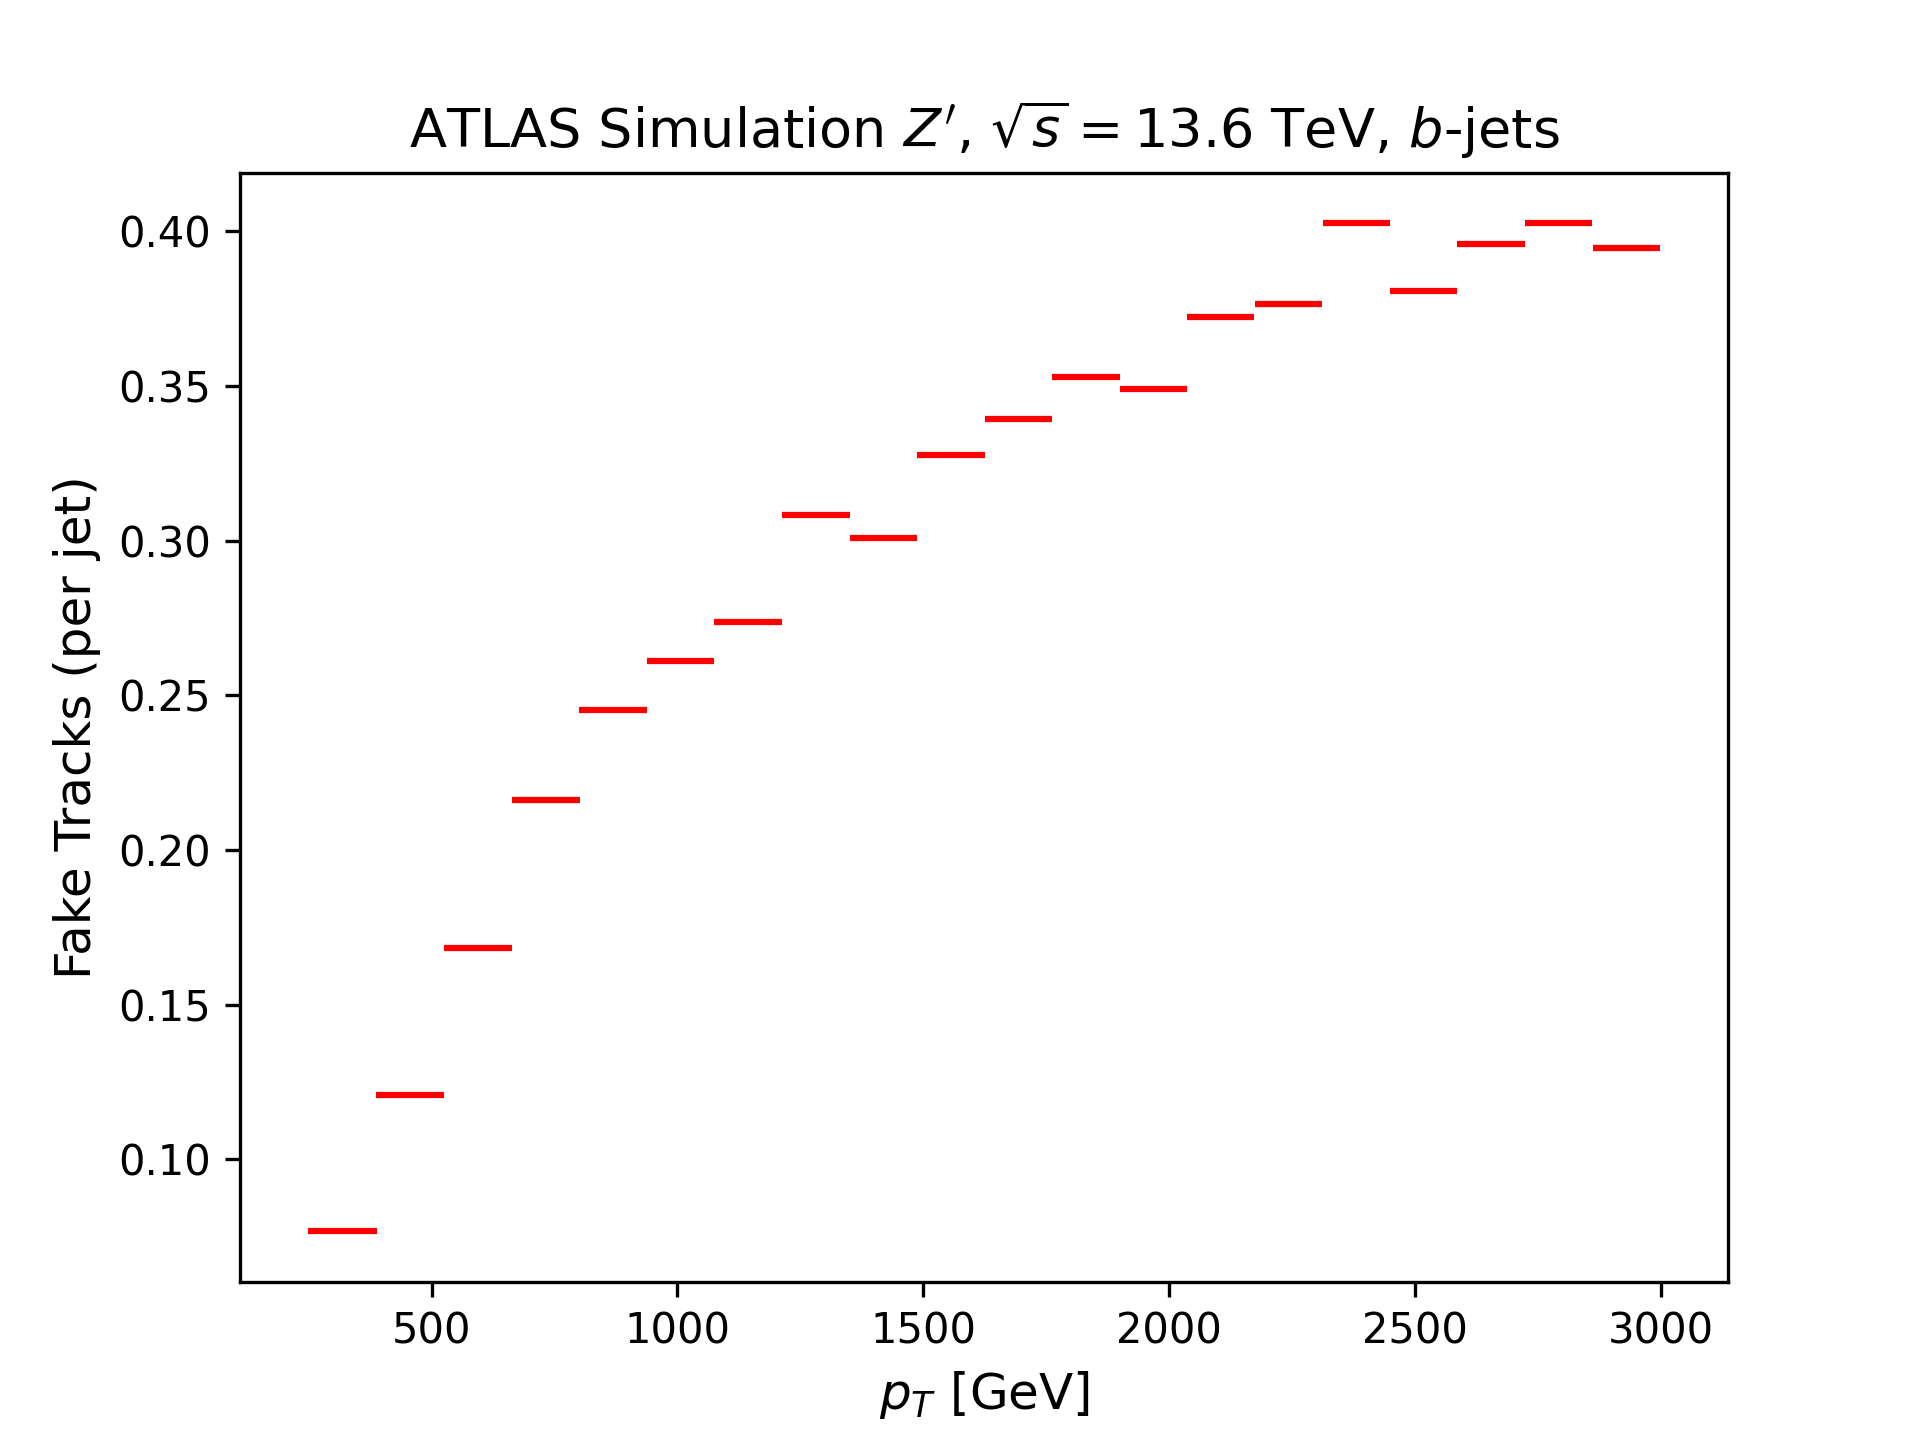 ATLAS Simulation Z′, √s = 13.6 TeV, b-jets
Fake Tracks (per jet)
0.40
0.35
0.30
0.25
0.20
0.15
0.10
500 1000 1500 2000 2500 3000
p_T [GeV]